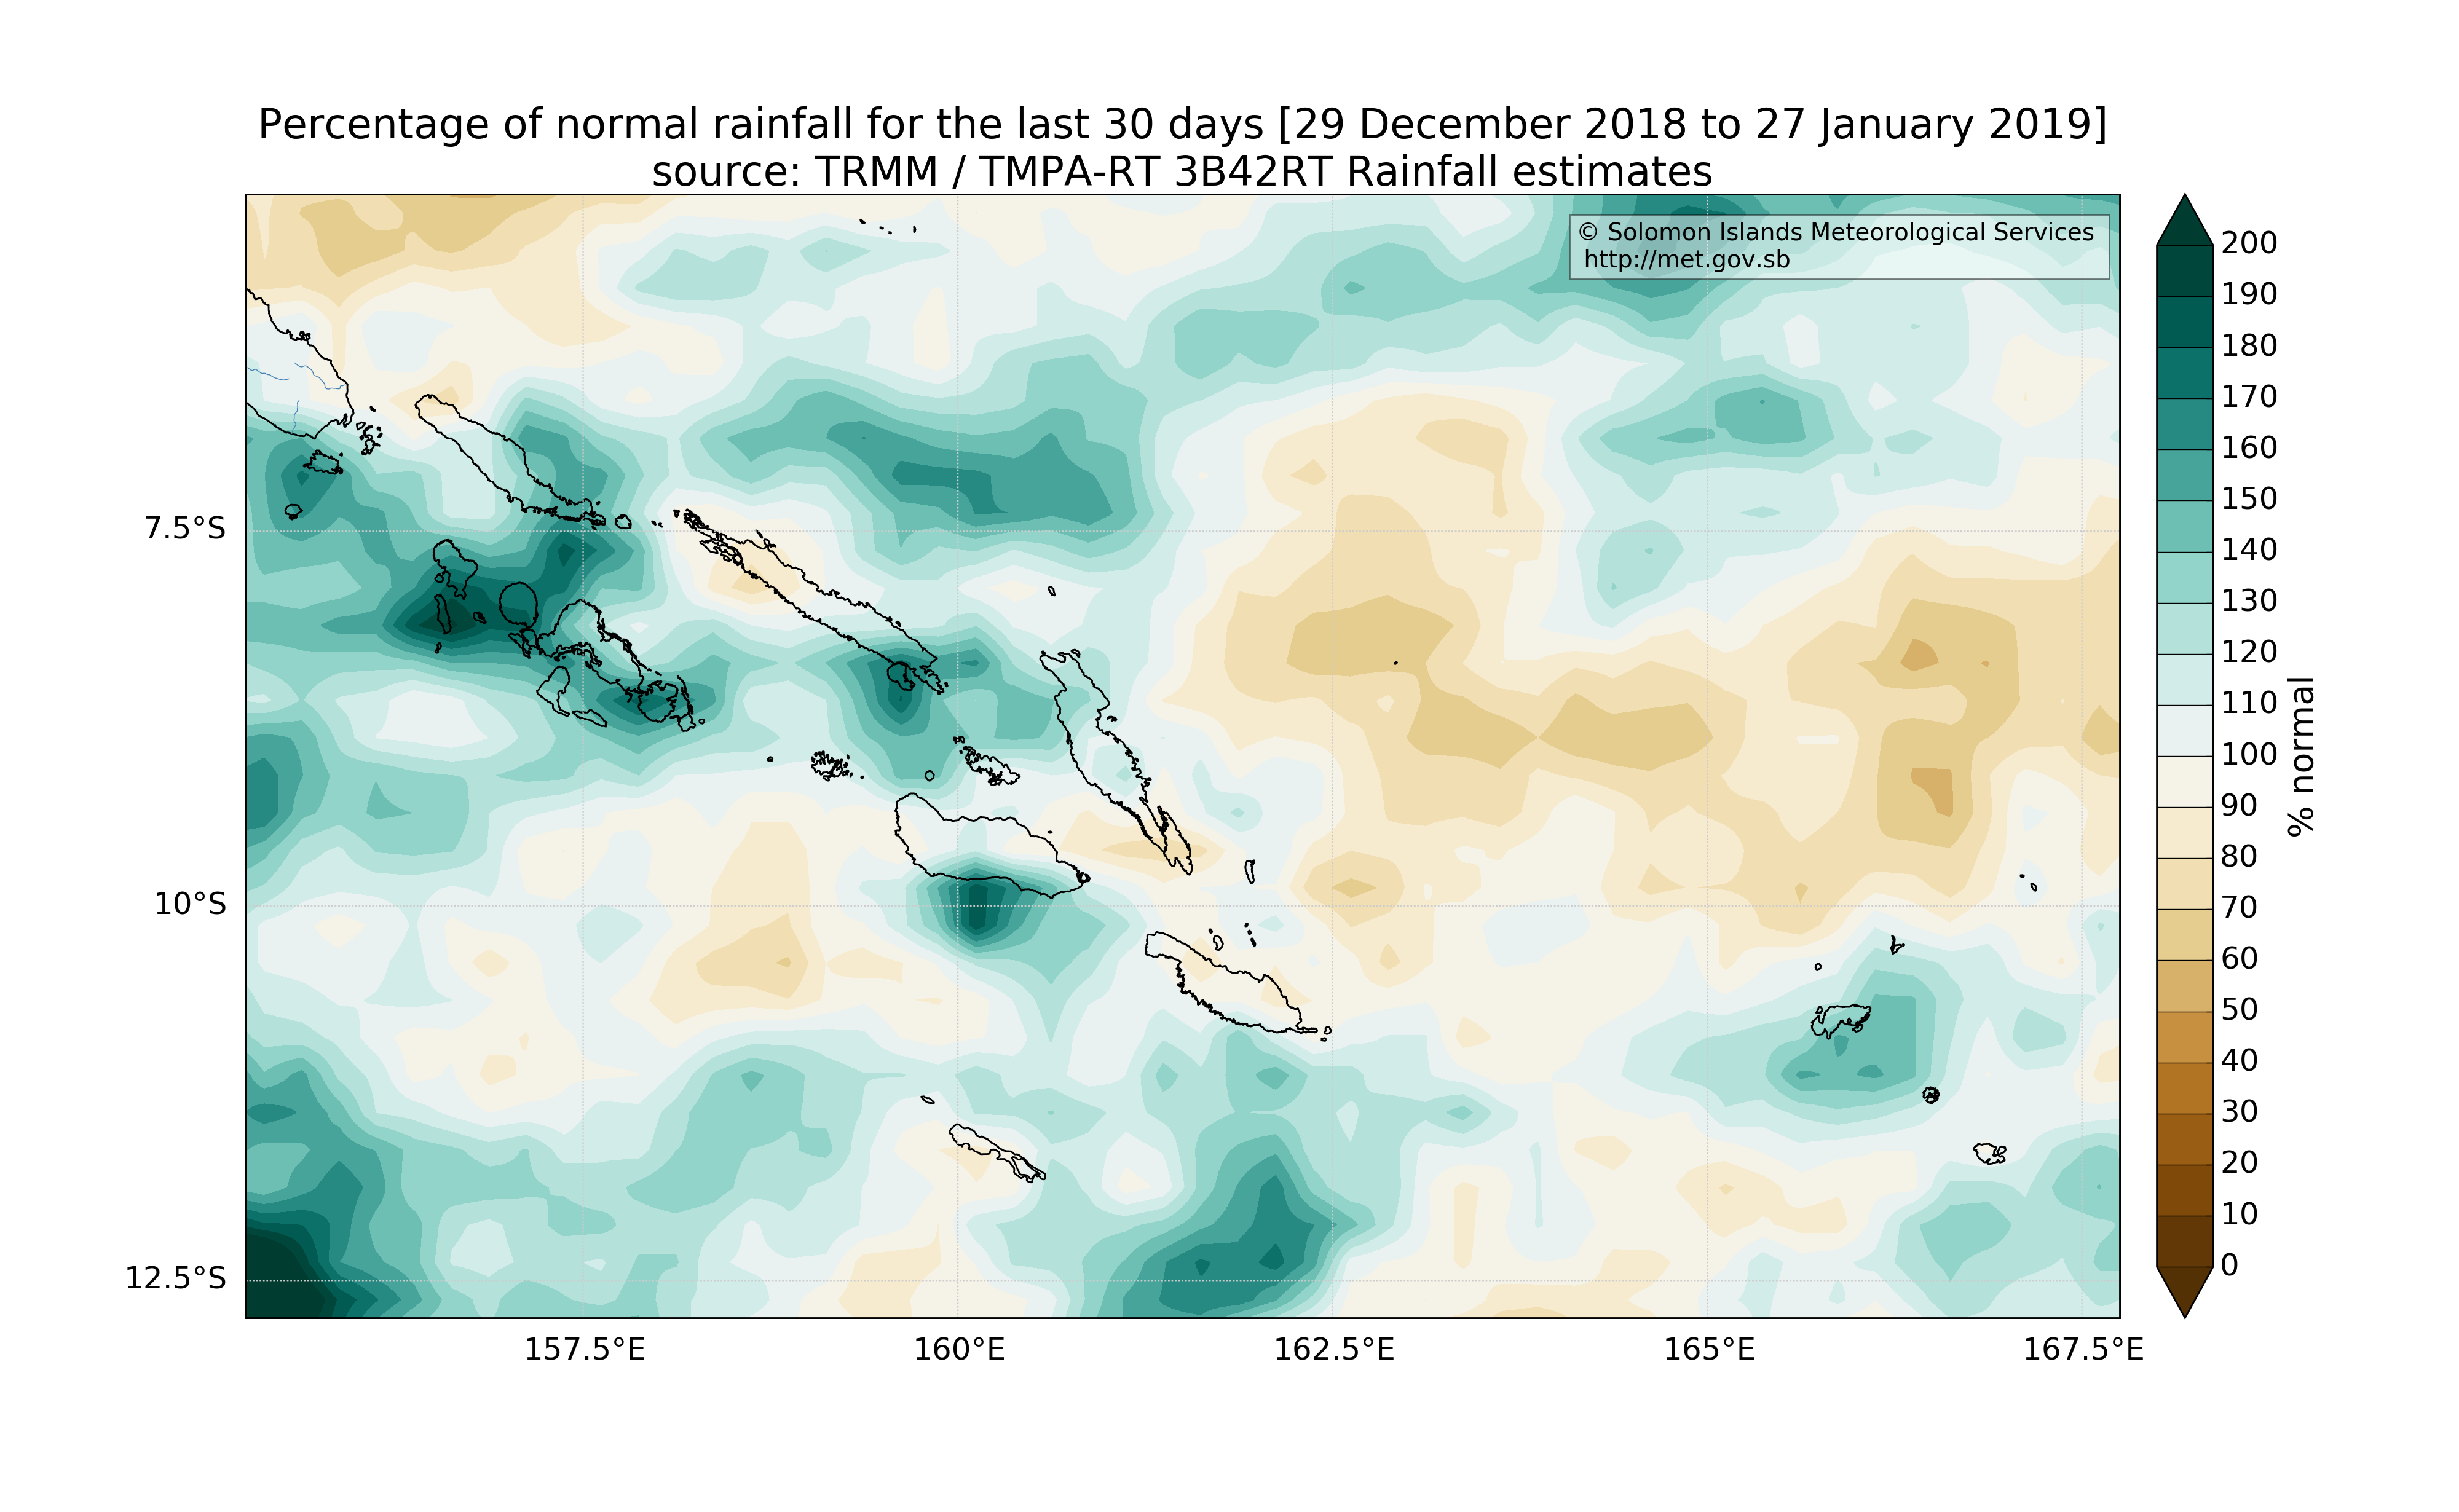 Percentage of normal rainfall for the last 30 days [29 December 2018 to 27 January 2019]
source: TRMM / TMPA-RT 3B42RT Rainfall estimates
© Solomon Islands Meteorological Services
http://met.gov.sb
7.5°S
10°S
12.5°S
157.5°E
160°E
162.5°E
165°E
167.5°E
200
190
180
170
160
150
140
130
120
110
100
90
80
70
60
50
40
30
20
10
0
% normal